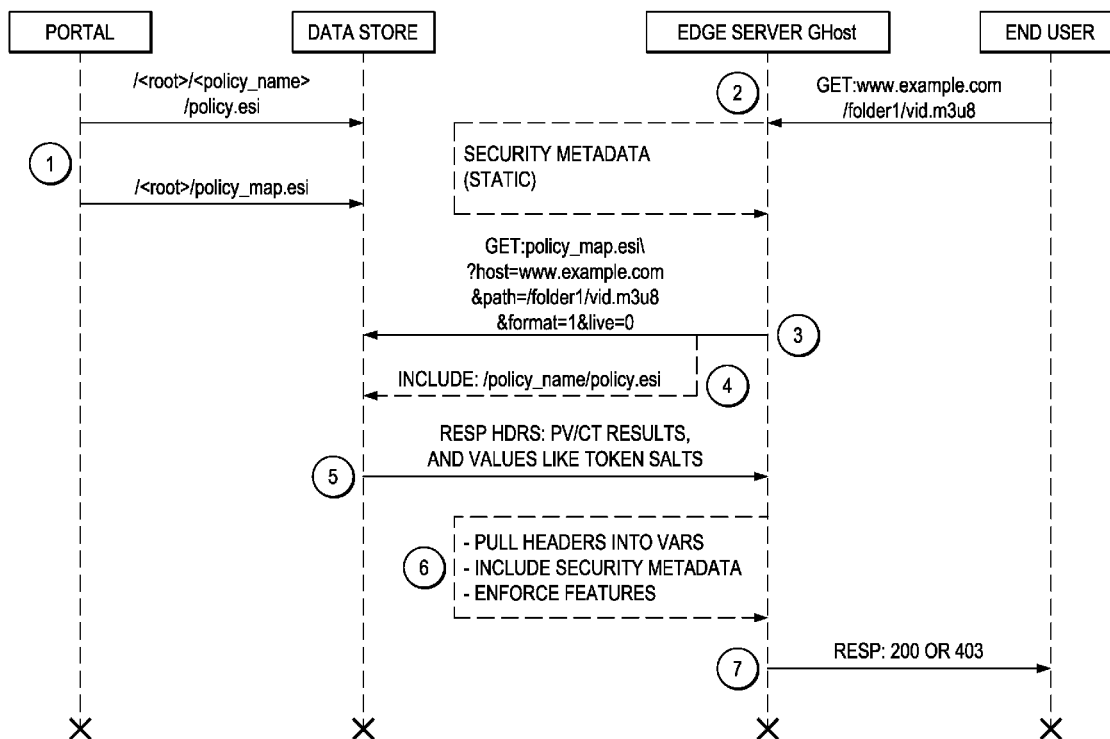 PORTAL
DATA STORE
EDGE SERVER GHost
END USER
/<root>/<policy_name>
/policy.esi
2
GET:www.example.com
/folder1/vid.m3u8
1
SECURITY METADATA
(STATIC)
/<root>/policy_map.esi
GET:policy_map.esi\
?host=www.example.com
&path=/folder1/vid.m3u8
&format=1&live=0
3
INCLUDE: /policy_name/policy.esi
4
RESP HDRS: PV/CT RESULTS,
AND VALUES LIKE TOKEN SALTS
5
6
- PULL HEADERS INTO VARS
- INCLUDE SECURITY METADATA
- ENFORCE FEATURES
7
RESP: 200 OR 403